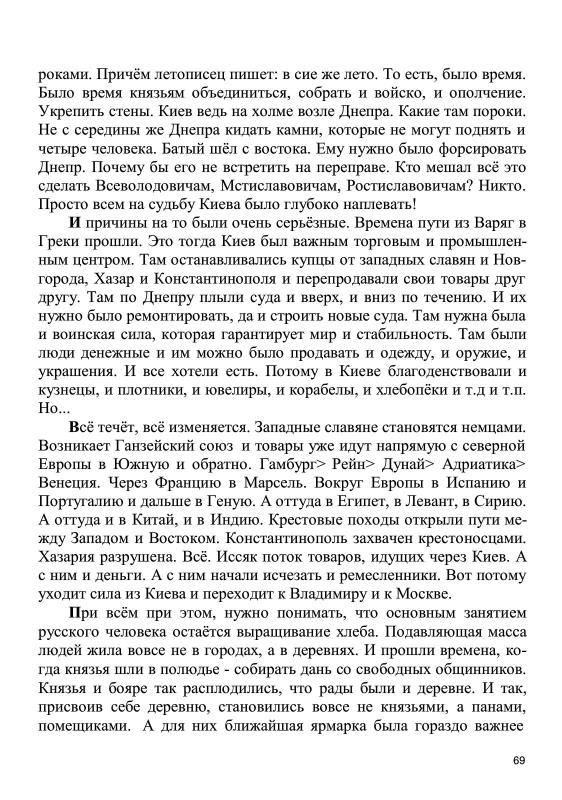 роками. Причём летописец пишет: в сие же лето. То есть, было время.
Было время князьям объединиться, собрать и войско, и ополчение.
Укрепить стены. Киев ведь на холме возле Днепра. Какие там пороки.
Не с середины же Днепра кидать камни, которые не могут поднять и
четыре человека. Батый шёл с востока. Ему нужно было форсировать
Днепр. Почему бы его не встретить на переправе. Кто мешал всё это
сделать Всеволодовичам, Мстиславовичам, Ростиславовичам? Никто.
Просто всем на судьбу Киева было глубоко наплевать!
И причины на то были очень серьёзные. Времена пути из Варяг в
Греки прошли. Это тогда Киев был важным торговым и промышлен-
ным центром. Там останавливались купцы от западных славян и Нов-
города, Хазар и Константинополя и перепродавали свои товары друг
другу. Там по Днепру плыли суда и вверх, и вниз по течению. И их
нужно было ремонтировать, да и строить новые суда. Там нужна была
и воинская сила, которая гарантирует мир и стабильность. Там были
люди денежные и им можно было продавать и одежду, и оружие, и
украшения. И все хотели есть. Потому в Киеве благоденствовали и
кузнецы, и плотники, и ювелиры, и корабелы, и хлебопёки и т.д и т.п.
Но...
Всё течёт, всё изменяется. Западные славяне становятся немцами.
Возникает Ганзейский союз и товары уже идут напрямую с северной
Европы в Южную и обратно. Гамбург> Рейн> Дунай> Адриатика>
Венеция. Через Францию в Марсель. Вокруг Европы в Испанию и
Португалию и дальше в Геную. А оттуда в Египет, в Левант, в Сирию.
А оттуда и в Китай, и в Индию. Крестовые походы открыли пути ме-
жду Западом и Востоком. Константинополь захвачен крестоносцами.
Хазария разрушена. Всё. Иссяк поток товаров, идущих через Киев. А
с ним и деньги. А с ним начали исчезать и ремесленники. Вот потому
уходит сила из Киева и переходит к Владимиру и к Москве.
При всём при этом, нужно понимать, что основным занятием
русского человека остаётся выращивание хлеба. Подавляющая масса
людей жила вовсе не в городах, а в деревнях. И прошли времена, ко-
гда князья шли в полюдье - собирать дань со свободных общинников.
Князья и бояре так расплодились, что рады были и деревне. И так,
присвоив себе деревню, становились вовсе не князьями, а панами,
помещиками. А для них ближайшая ярмарка была гораздо важнее
69